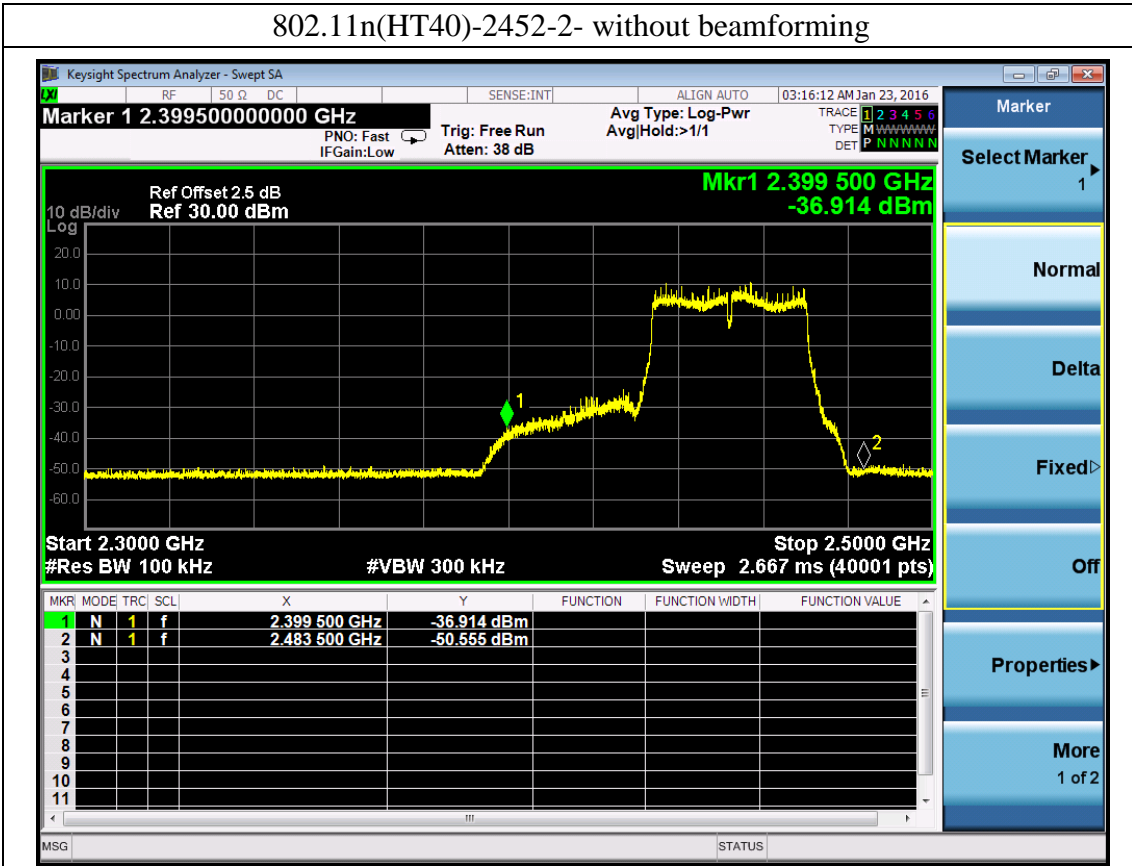 802.11n(HT40)-2452-2- without beamforming
Keysight Spectrum Analyzer - Swept SA
LXI RF 50 Ω DC SENSE:INT ALIGN AUTO 03:16:12 AM Jan 23, 2016
Marker 1 2.399500000000 GHz
PNO: Fast
IFGain:Low
Trig: Free Run
Atten: 38 dB
Avg Type: Log-Pwr
Avg|Hold:>1/1
TRACE 1 2 3 4 5 6
TYPE M WWWWW
DET P N N N N N
Ref Offset 2.5 dB
10 dB/div Ref 30.00 dBm
Log
Mkr1 2.399 500 GHz
-36.914 dBm
20.0
10.0
0.00
-10.0
-20.0
-30.0
-40.0
-50.0
-60.0
1
2
Start 2.3000 GHz Stop 2.5000 GHz
#Res BW 100 kHz #VBW 300 kHz Sweep 2.667 ms (40001 pts)
MKR MODE TRC SCL X Y FUNCTION FUNCTION WIDTH FUNCTION VALUE
1 N 1 f 2.399 500 GHz -36.914 dBm
2 N 1 f 2.483 500 GHz -50.555 dBm
3
4
5
6
7
8
9
10
11
MSG STATUS
Marker
Select Marker
1
Normal
Delta
Fixed
Off
Properties
More
1 of 2